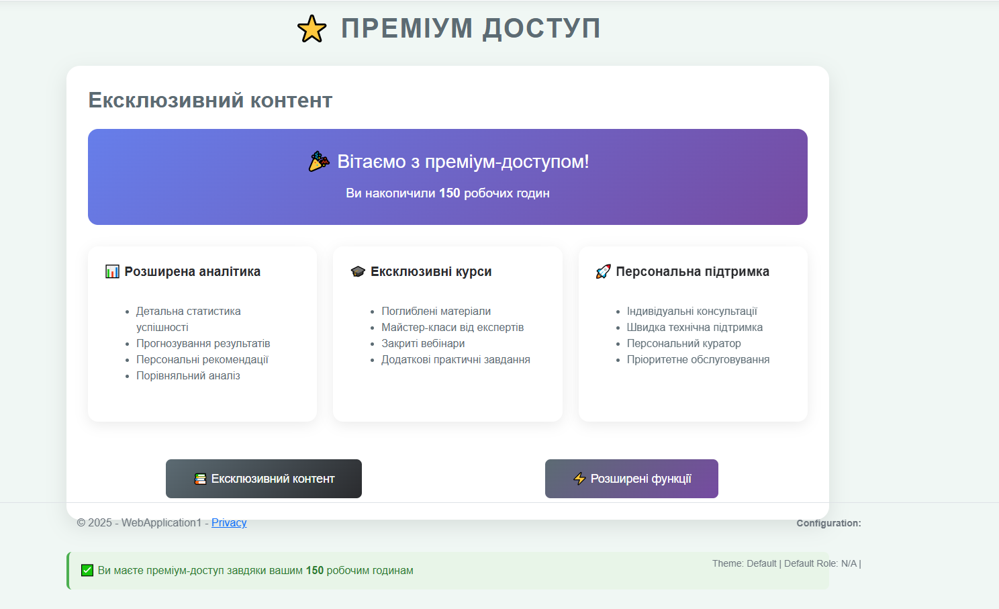 ПРЕМІУМ ДОСТУП
Ексклюзивний контент
Вітаємо з преміум-доступом!
Ви накопичили 150 робочих годин
Розширена аналітика
Детальна статистика
успішності
Прогнозування результатів
Персональні рекомендації
Порівняльний аналіз
Ексклюзивні курси
Поглиблені матеріали
Майстер-класи від експертів
Закриті вебінари
Додаткові практичні завдання
Персональна підтримка
Індивідуальні консультації
Швидка технічна підтримка
Персональний куратор
Пріоритетне обслуговування
Ексклюзивний контент
Розширені функції
© 2025 - WebApplication1 - Privacy
Configuration:
Theme: Default | Default Role: N/A |
Ви маєте преміум-доступ завдяки вашим 150 робочим годинам